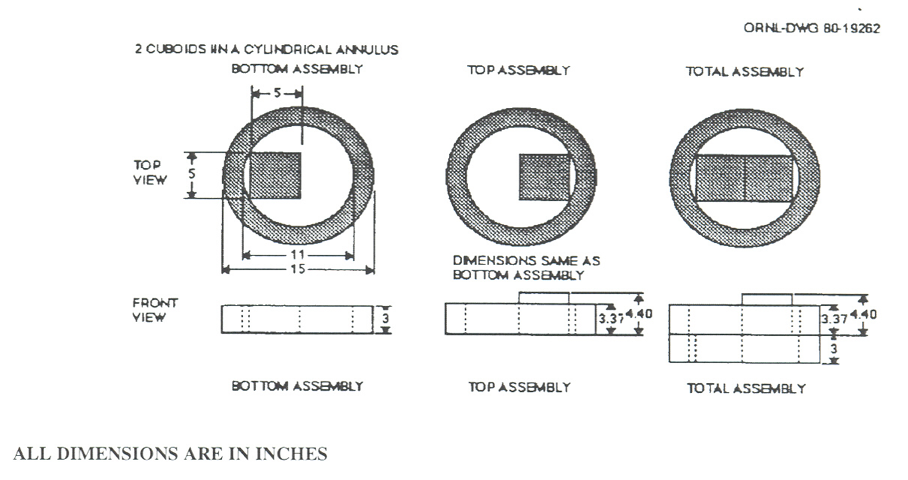 ORNL-DWG 80-19262
2 CUBOIDS IN A CYLINDRICAL ANNULUS
BOTTOM ASSEMBLY
TOP ASSEMBLY
TOTAL ASSEMBLY
5
TOP
VIEW
5
11
15
DIMENSIONS SAME AS
BOTTOM ASSEMBLY
FRONT
VIEW
3
3.37
4.40
3.37
4.40
3
BOTTOM ASSEMBLY
TOP ASSEMBLY
TOTAL ASSEMBLY
ALL DIMENSIONS ARE IN INCHES